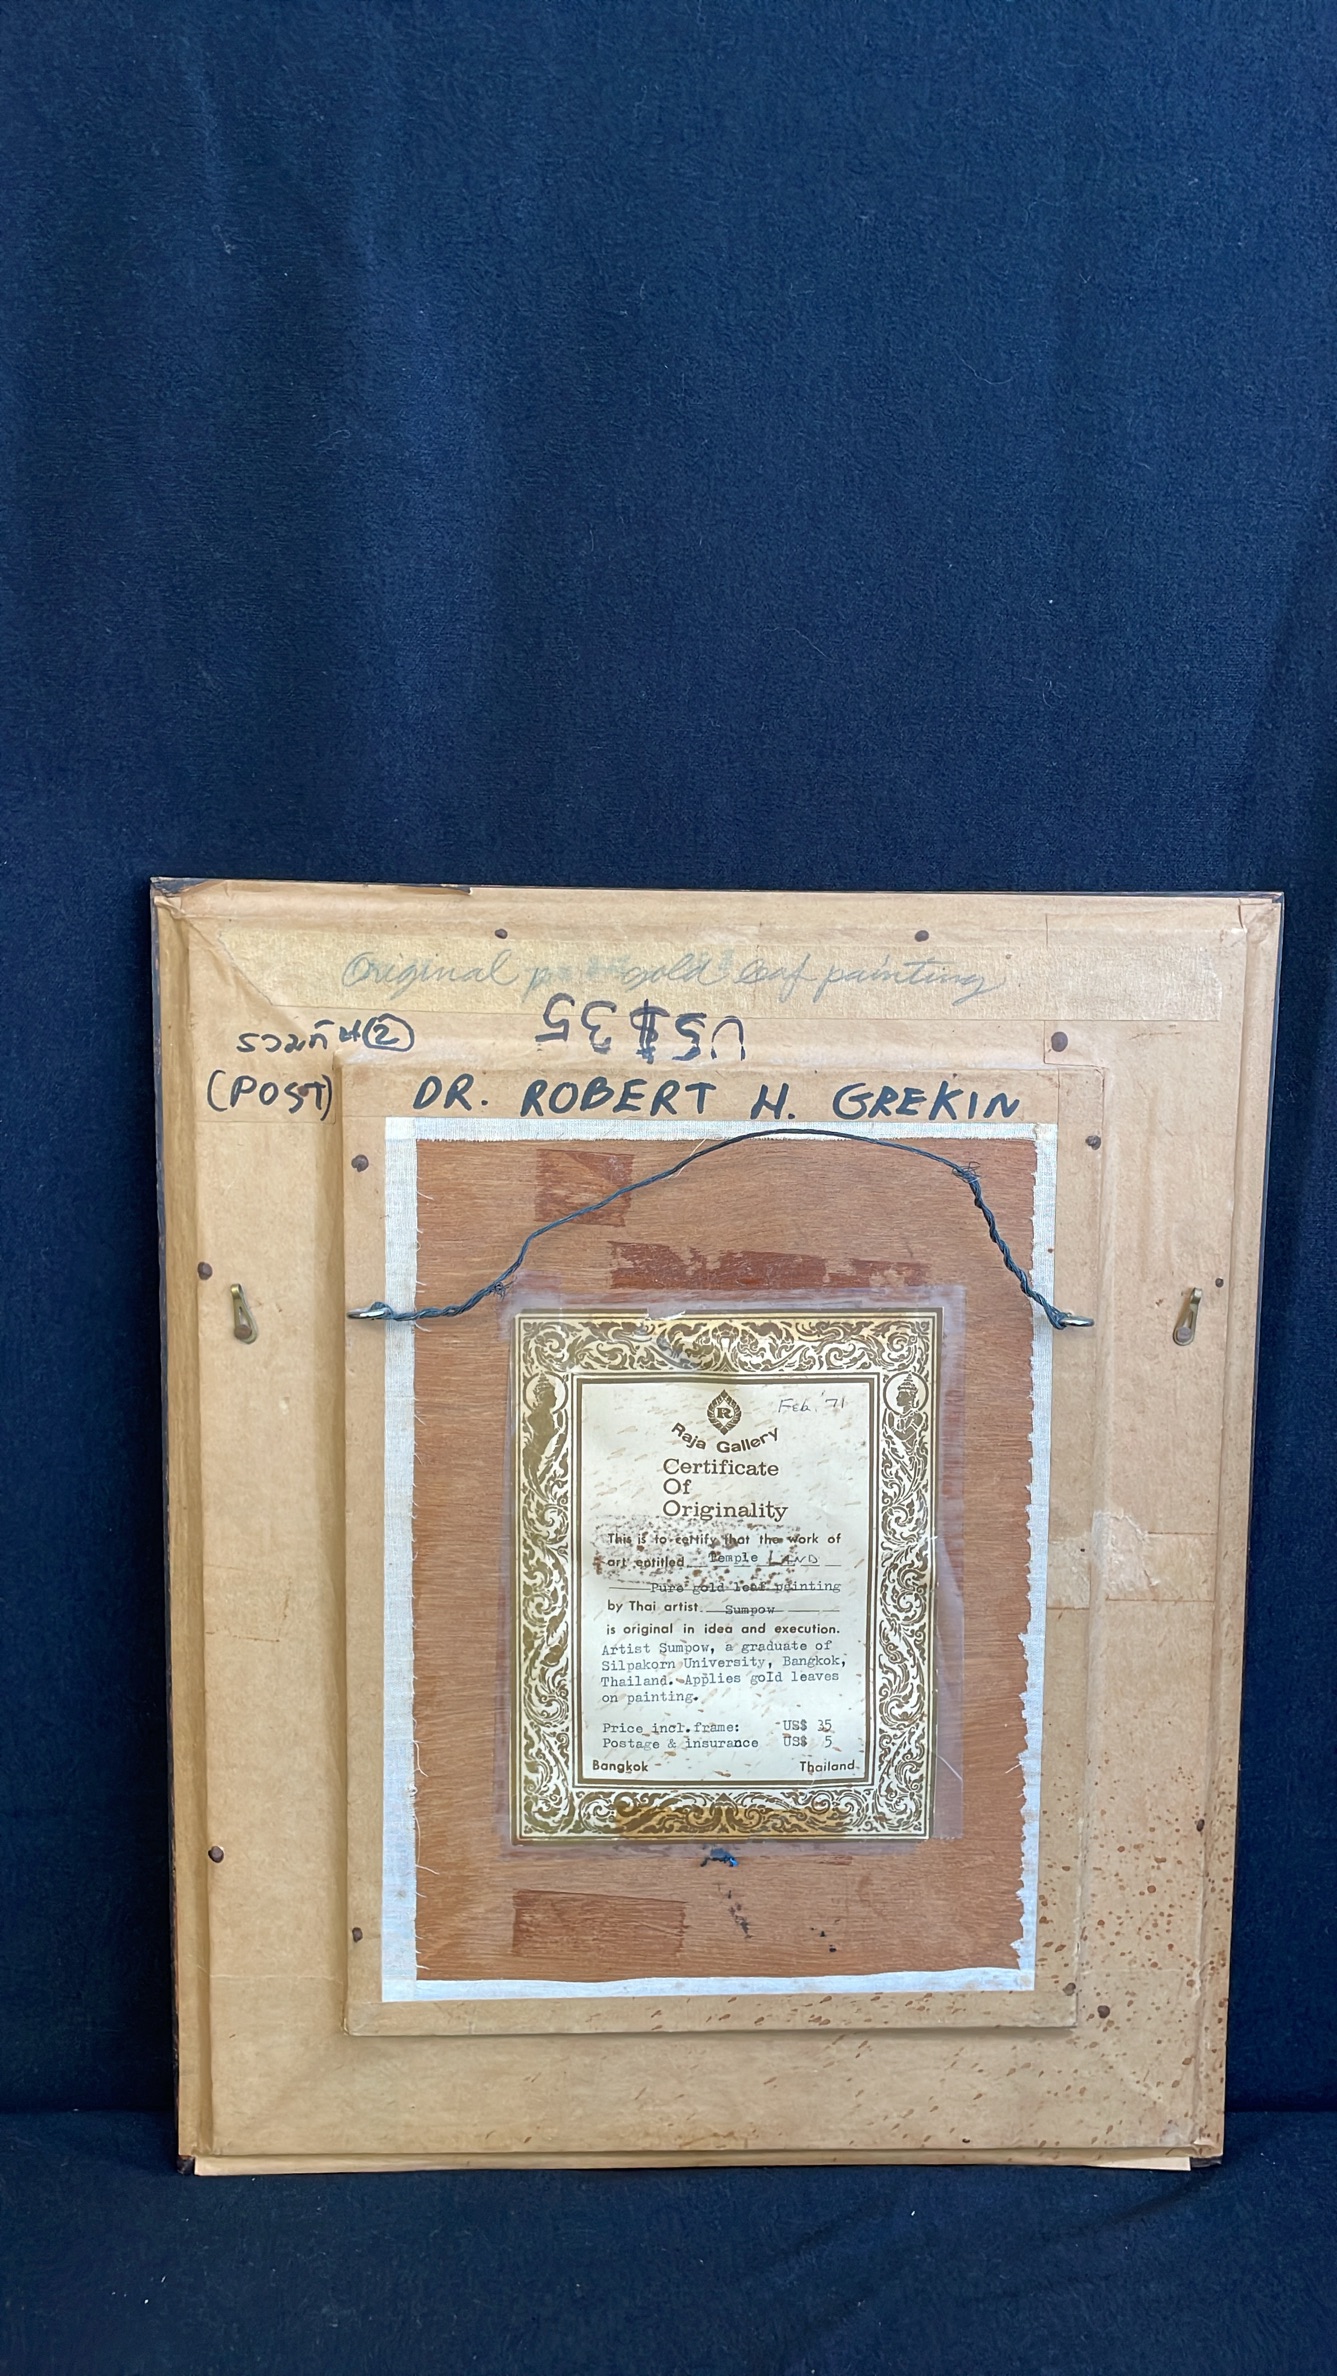 Original gold leaf painting
US $35
รวมกัน ②
(POST)
DR. ROBERT H. GREKIN
R
Feb. '71
Raja Gallery
Certificate
Of
Originality
This is to certify that the work of
art entitled Temple LAND
Pure gold leaf painting
by Thai artist Sumpow
is original in idea and execution.
Artist Sumpow, a graduate of
Silpakorn University, Bangkok,
Thailand. Applies gold leaves
on painting.
Price incl.frame: US$ 35
Postage & insurance US$ 5
Bangkok Thailand